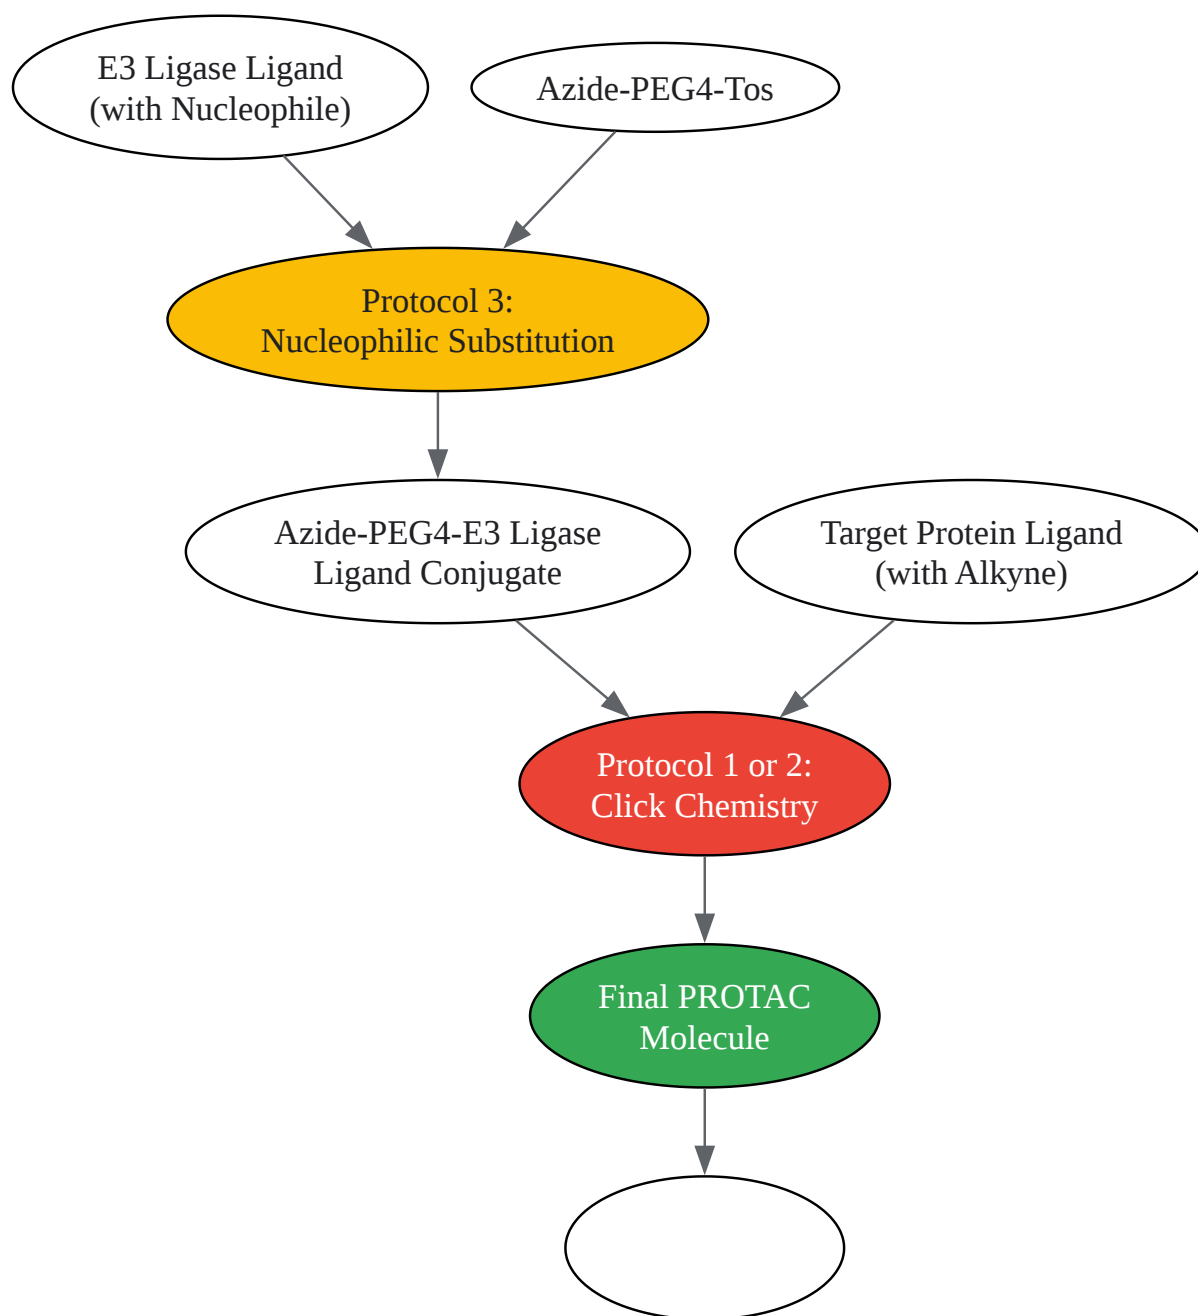 E3 Ligase Ligand
(with Nucleophile)
Azide-PEG4-Tos
Protocol 3:
Nucleophilic Substitution
Azide-PEG4-E3 Ligase
Ligand Conjugate
Target Protein Ligand
(with Alkyne)
Protocol 1 or 2:
Click Chemistry
Final PROTAC
Molecule